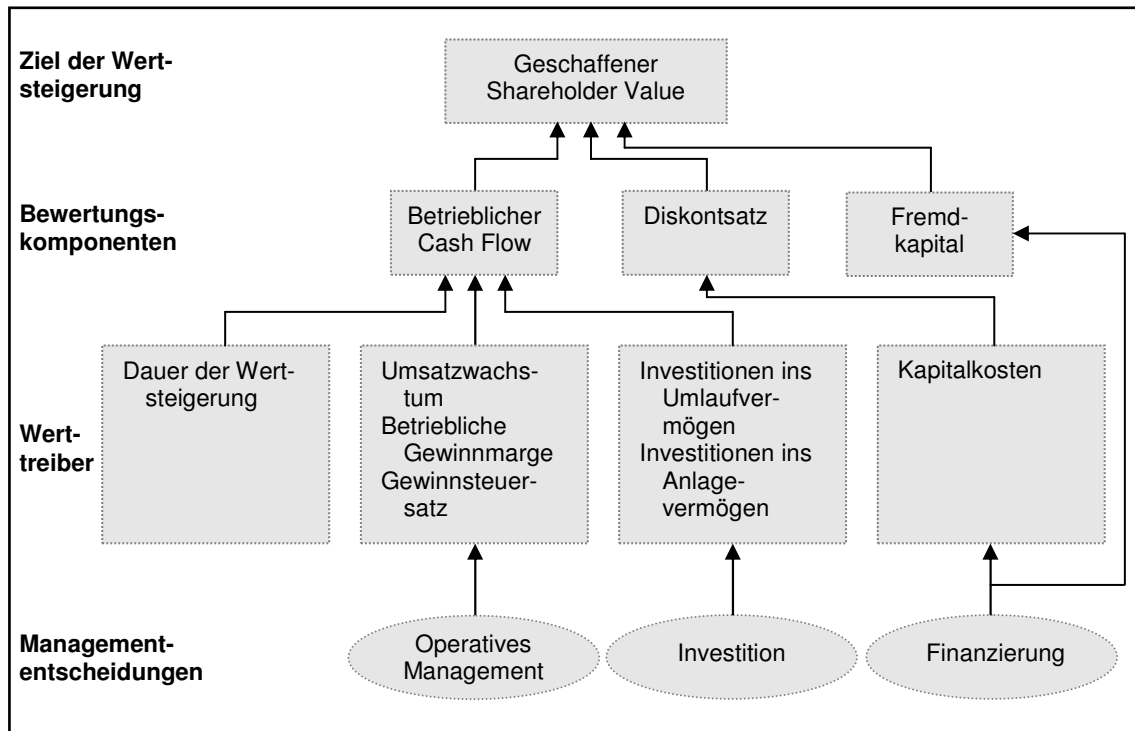 Ziel der Wert-
steigerung
Geschaffener
Shareholder Value
Bewertungs-
komponenten
Betrieblicher
Cash Flow
Diskontsatz
Fremd-
kapital
Wert-
treiber
Dauer der Wert-
steigerung
Umsatzwachs-
tum
Betriebliche
Gewinnmarge
Gewinnsteuer-
satz
Investitionen ins
Umlaufver-
mögen
Investitionen ins
Anlage-
vermögen
Kapitalkosten
Management-
entscheidungen
Operatives
Management
Investition
Finanzierung